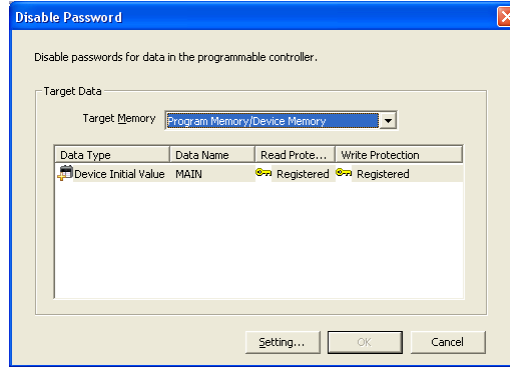 Disable Password
Disable passwords for data in the programmable controller.
Target Data
Target Memory Program Memory/Device Memory
Data Type Data Name Read Prote... Write Protection
Device Initial Value MAIN Registered Registered
Setting... OK Cancel